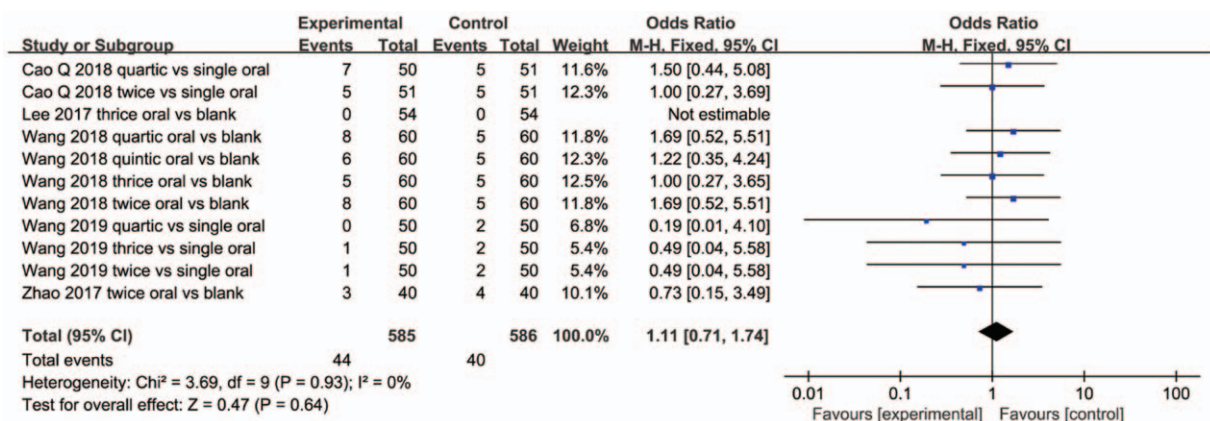 Experimental Control Odds Ratio Odds Ratio
Study or Subgroup Events Total Events Total Weight M-H. Fixed. 95% CI M-H. Fixed. 95% CI
Cao Q 2018 quartic vs single oral 7 50 5 51 11.6% 1.50 [0.44, 5.08]
Cao Q 2018 twice vs single oral 5 51 5 51 12.3% 1.00 [0.27, 3.69]
Lee 2017 thrice oral vs blank 0 54 0 54 Not estimable
Wang 2018 quartic oral vs blank 8 60 5 60 11.8% 1.69 [0.52, 5.51]
Wang 2018 quintic oral vs blank 6 60 5 60 12.3% 1.22 [0.35, 4.24]
Wang 2018 thrice oral vs blank 5 60 5 60 12.5% 1.00 [0.27, 3.65]
Wang 2018 twice oral vs blank 8 60 5 60 11.8% 1.69 [0.52, 5.51]
Wang 2019 quartic vs single oral 0 50 2 50 6.8% 0.19 [0.01, 4.10]
Wang 2019 thrice vs single oral 1 50 2 50 5.4% 0.49 [0.04, 5.58]
Wang 2019 twice vs single oral 1 50 2 50 5.4% 0.49 [0.04, 5.58]
Zhao 2017 twice oral vs blank 3 40 4 40 10.1% 0.73 [0.15, 3.49]
Total (95% CI) 585 586 100.0% 1.11 [0.71, 1.74]
Total events 44 40
Heterogeneity: Chi² = 3.69, df = 9 (P = 0.93); I² = 0%
Test for overall effect: Z = 0.47 (P = 0.64)
0.01 0.1 1 10 100
Favours [experimental] Favours [control]